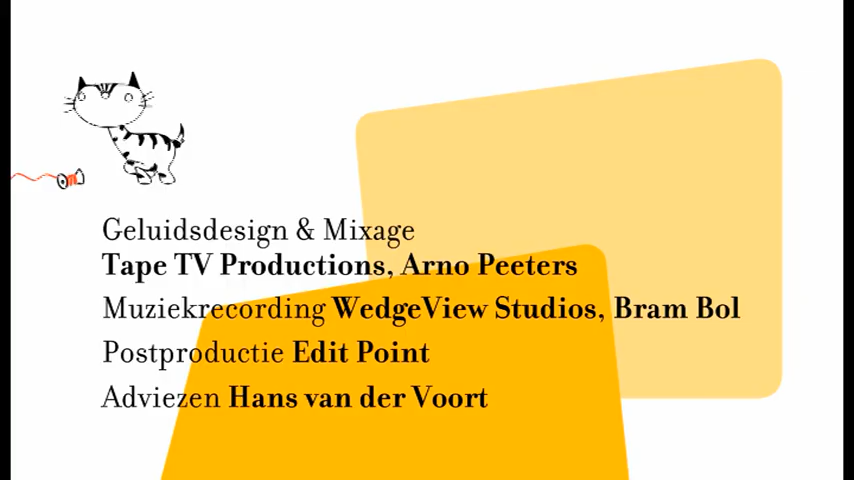 Geluidsdesign & Mixage
Tape TV Productions, Arno Peeters
Muziekrecording WedgeView Studios, Bram Bol
Postproductie Edit Point
Adviezen Hans van der Voort